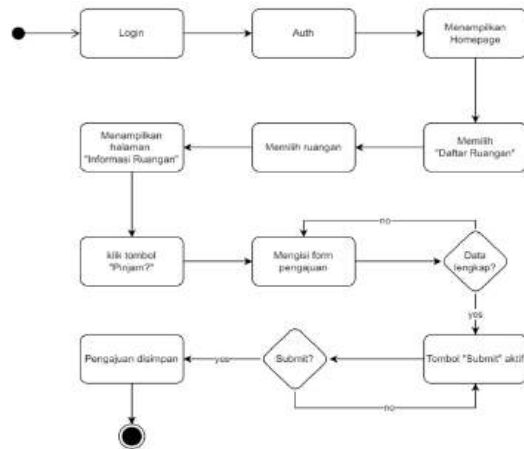 Login
Auth
Menampilkan
Homepage
Menampilkan
halaman
"Informasi Ruangan"
Memilih ruangan
Memilih
"Daftar Ruangan"
klik tombol
"Pinjam?"
Mengisi form
pengajuan
no
Data
lengkap?
yes
Pengajuan disimpan
yes
Submit?
Tombol "Submit" aktif
no